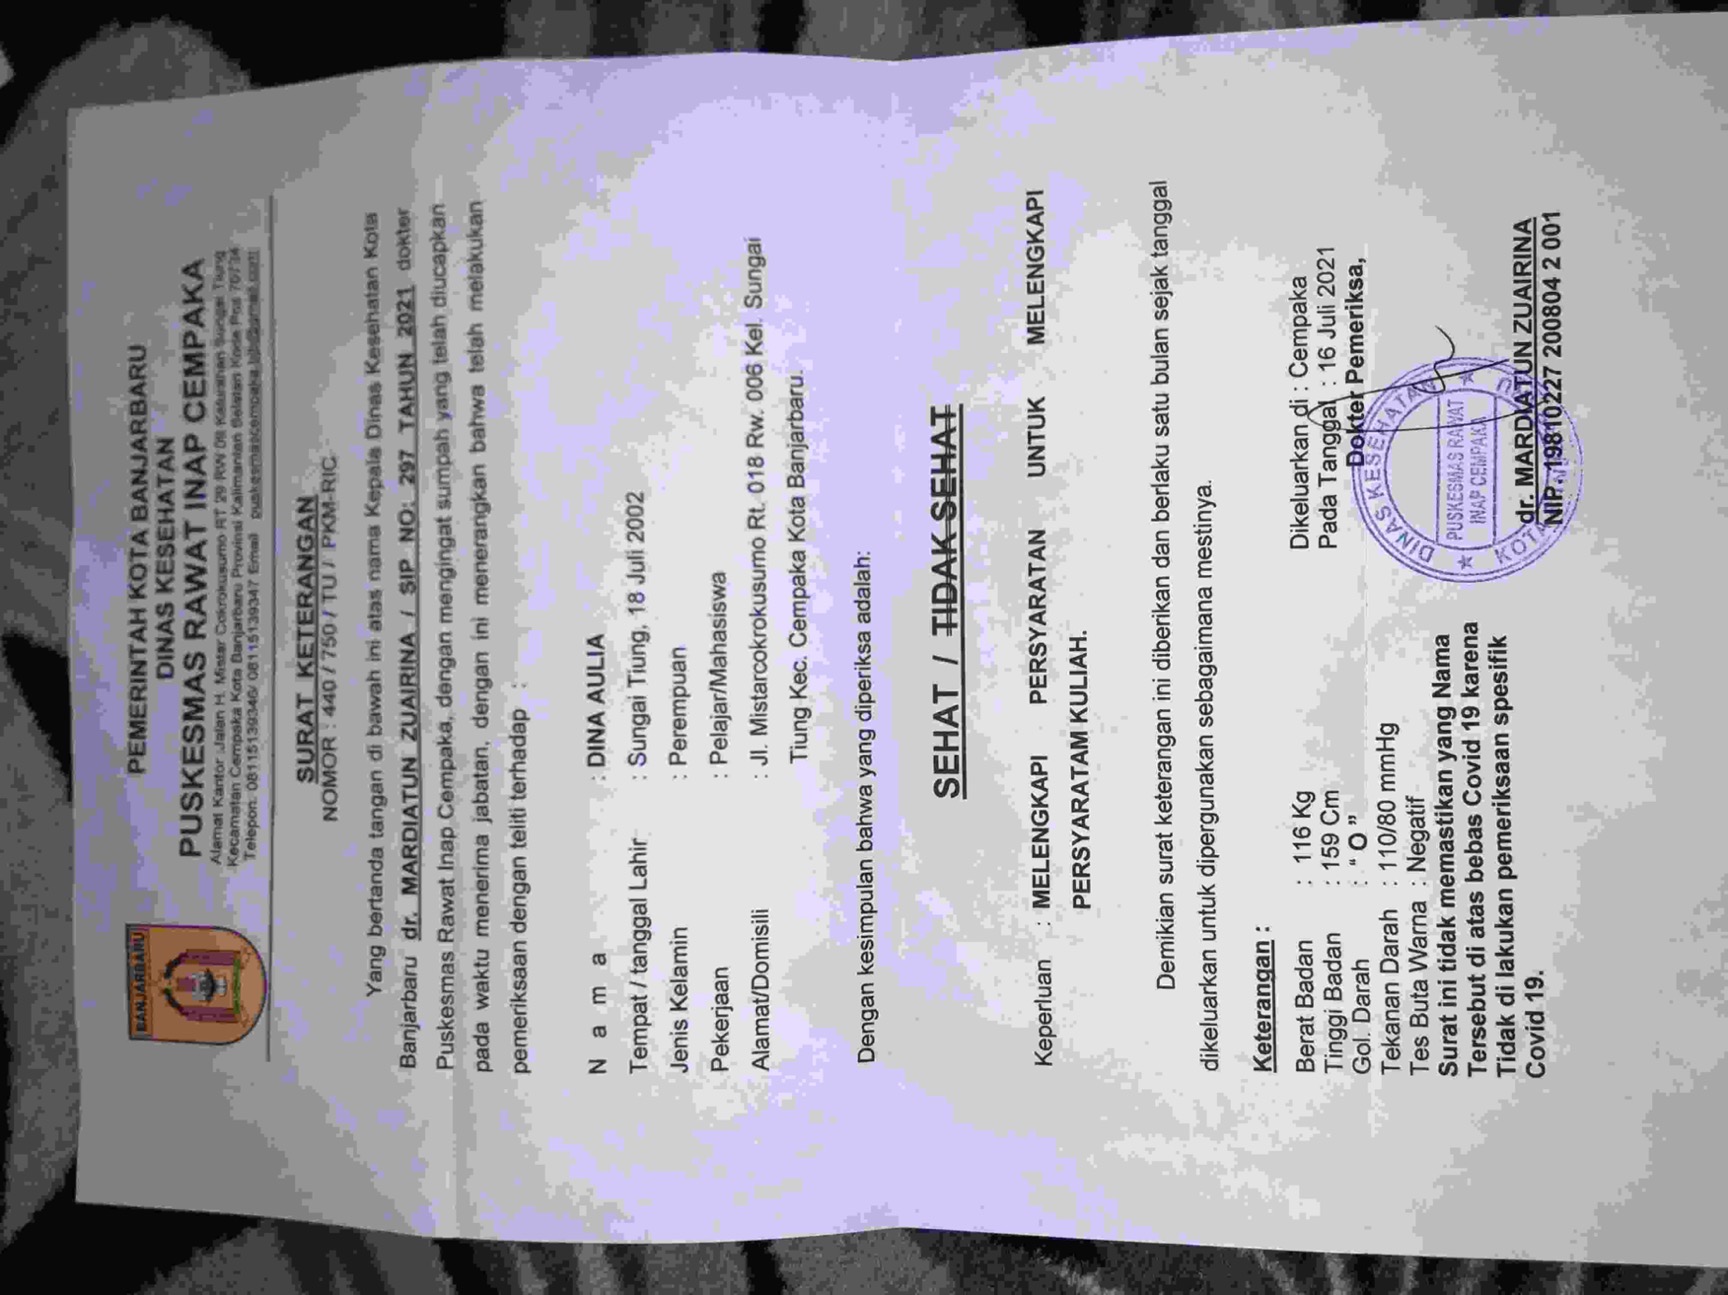 BANJARBARU
PEMERINTAH KOTA BANJARBARU
DINAS KESEHATAN
PUSKESMAS RAWAT INAP CEMPAKA
Alamat Kantor Jalan H. Mistar Cokrokusumo RT 29 RW 08 Kelurahan Sungai Tiung
Kecamatan Cempaka Kota Banjarbaru Provinsi Kalimantan Selatan Kode Pos 70734
Telepon. 08115139346/ 08115139347 Email
SURAT KETERANGAN
NOMOR : 440 / 750 / TU / PKM-RIC
Yang bertanda tangan di bawah ini atas nama Kepala Dinas Kesehatan Kota
Banjarbaru dr. MARDIATUN ZUAIRINA / SIP NO: 297 TAHUN 2021 dokter
Puskesmas Rawat Inap Cempaka, dengan mengingat sumpah yang telah diucapkan
pada waktu menerima jabatan, dengan ini menerangkan bahwa telah melakukan
pemeriksaan dengan teliti terhadap :
N a m a : DINA AULIA
Tempat / tanggal Lahir : Sungai Tiung, 18 Juli 2002
Jenis Kelamin : Perempuan
Pekerjaan : Pelajar/Mahasiswa
Alamat/Domisili : Jl. Mistarcokrokusumo Rt. 018 Rw. 006 Kel. Sungai
Tiung Kec. Cempaka Kota Banjarbaru.
Dengan kesimpulan bahwa yang diperiksa adalah:
SEHAT / TIDAK SEHAT
Keperluan : MELENGKAPI PERSYARATAN UNTUK MELENGKAPI
PERSYARATAM KULIAH.
Demikian surat keterangan ini diberikan dan berlaku satu bulan sejak tanggal
dikeluarkan untuk dipergunakan sebagaimana mestinya.
Keterangan :
Berat Badan : 116 Kg
Tinggi Badan : 159 Cm
Gol. Darah : “ O ”
Tekanan Darah : 110/80 mmHg
Tes Buta Warna : Negatif
Surat ini tidak memastikan yang Nama
Tersebut di atas bebas Covid 19 karena
Tidak di lakukan pemeriksaan spesifik
Covid 19.
Dikeluarkan di : Cempaka
Pada Tanggal : 16 Juli 2021
Dokter Pemeriksa,
DINAS KESEHATAN
PUSKESMAS RAWAT
INAP CEMPAKA
KOTA
dr. MARDIATUN ZUAIRINA
NIP. 19810227 200804 2 001